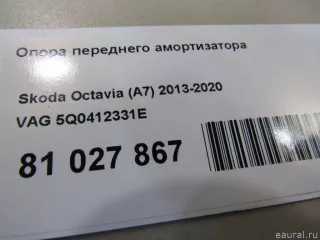 Опора переднего амортизатора
Skoda Octavia (A7) 2013-2020
VAG 5Q0412331E
81 027 867
eaural.ru